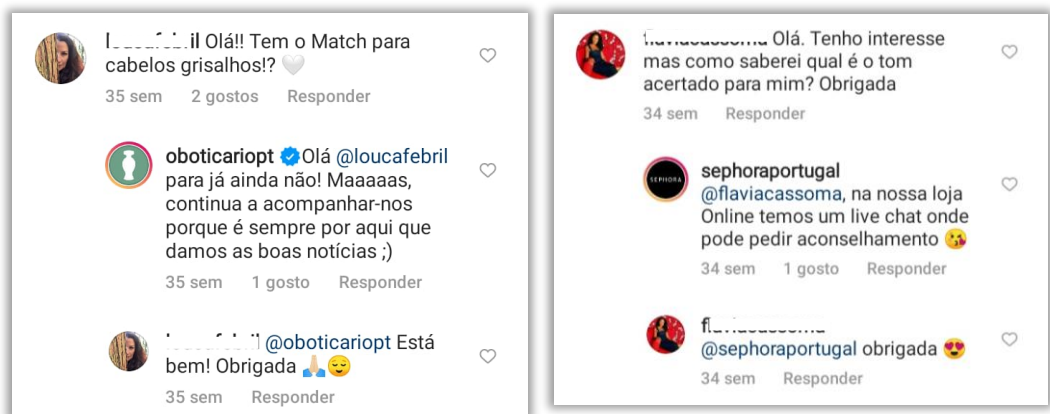 Olá!! Tem o Match para
cabelos grisalhos!? 🤍
35 sem 2 gostos Responder
oboticariopt Olá @loucafebril
para já ainda não! Maaaaas,
continua a acompanhar-nos
porque é sempre por aqui que
damos as boas notícias ;)
35 sem 1 gosto Responder
@oboticariopt Está
bem! Obrigada 🙏🏼😌
35 sem Responder
Olá. Tenho interesse
mas como saberei qual é o tom
acertado para mim? Obrigada
34 sem Responder
SEPHORA
sephoraportugal
@flaviacassoma, na nossa loja
Online temos um live chat onde
pode pedir aconselhamento 😘
34 sem 1 gosto Responder
@sephoraportugal obrigada 😍
34 sem Responder